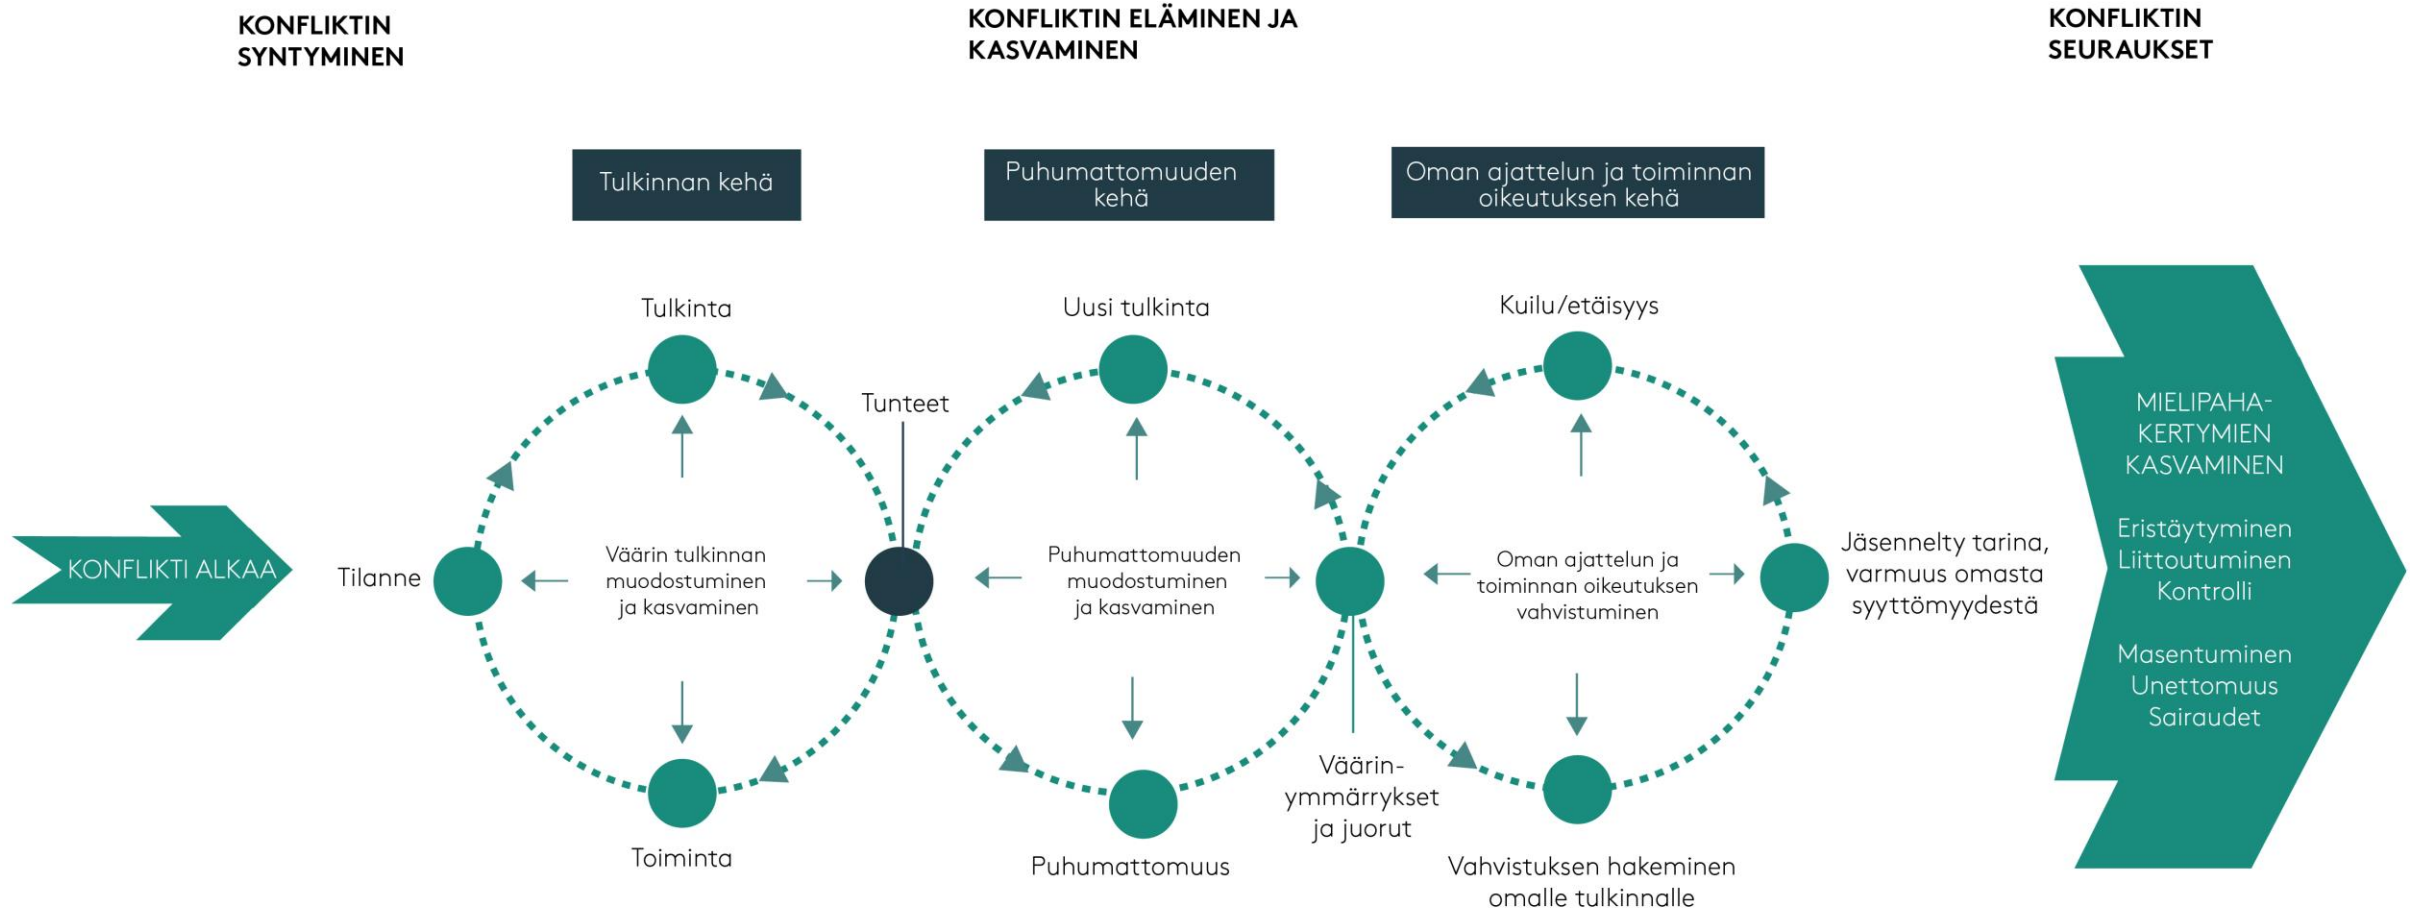 KONFLIKTIN
SYNTYMINEN
KONFLIKTIN ELÄMINEN JA
KASVAMINEN
KONFLIKTIN
SEURAUKSET
Tulkinnan kehä
Puhumattomuuden
kehä
Oman ajattelun ja toiminnan
oikeutuksen kehä
KONFLIKTI ALKAA
Tilanne
Tulkinta
Väärin tulkinnan
muodostuminen
ja kasvaminen
Toiminta
Tunteet
Uusi tulkinta
Puhumattomuuden
muodostuminen
ja kasvaminen
Puhumattomuus
Väärin-
ymmärrykset
ja juorut
Kuilu/etäisyys
Oman ajattelun ja
toiminnan oikeutuksen
vahvistuminen
Vahvistuksen hakeminen
omalle tulkinnalle
Jäsennelty tarina,
varmuus omasta
syyttömyydestä
MIELIPAHA-
KERTYMIEN
KASVAMINEN
Eristäytyminen
Liittoutuminen
Kontrolli
Masentuminen
Unettomuus
Sairaudet